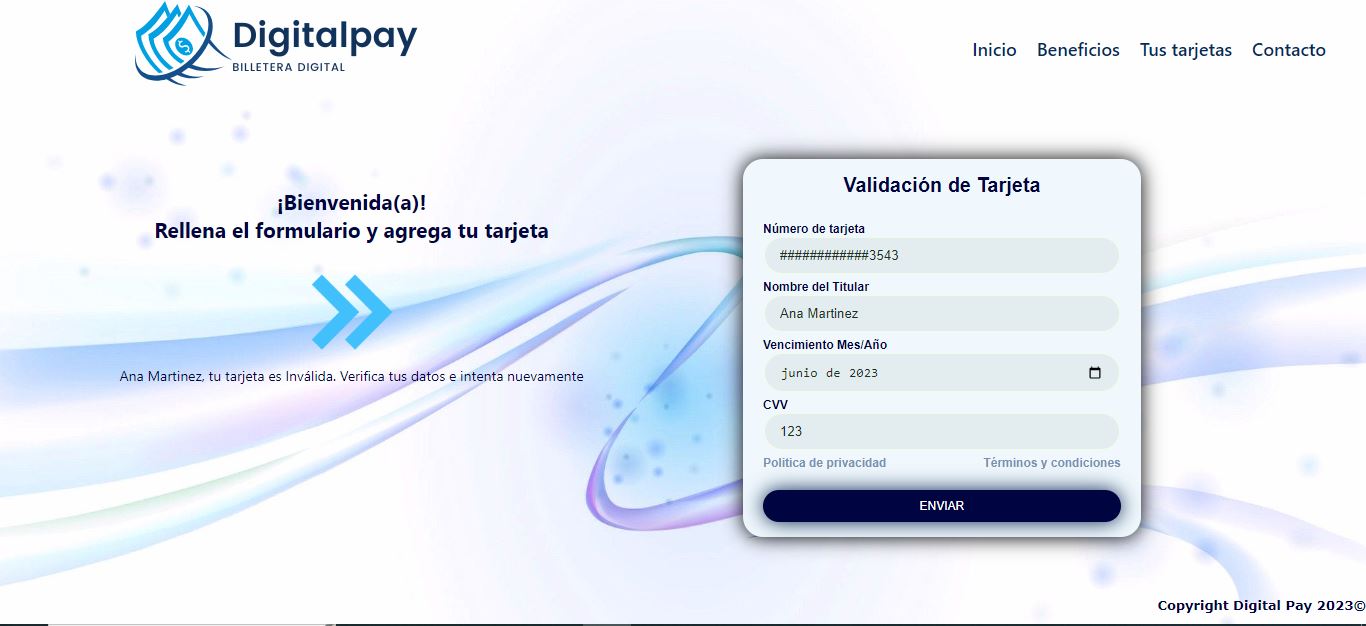 Digitalpay
BILLETERA DIGITAL
Inicio Beneficios Tus tarjetas Contacto
¡Bienvenida(a)!
Rellena el formulario y agrega tu tarjeta
Ana Martinez, tu tarjeta es Inválida. Verifica tus datos e intenta nuevamente
Validación de Tarjeta
Número de tarjeta
############3543
Nombre del Titular
Ana Martinez
Vencimiento Mes/Año
junio de 2023
CVV
123
Política de privacidad Términos y condiciones
ENVIAR
Copyright Digital Pay 2023©